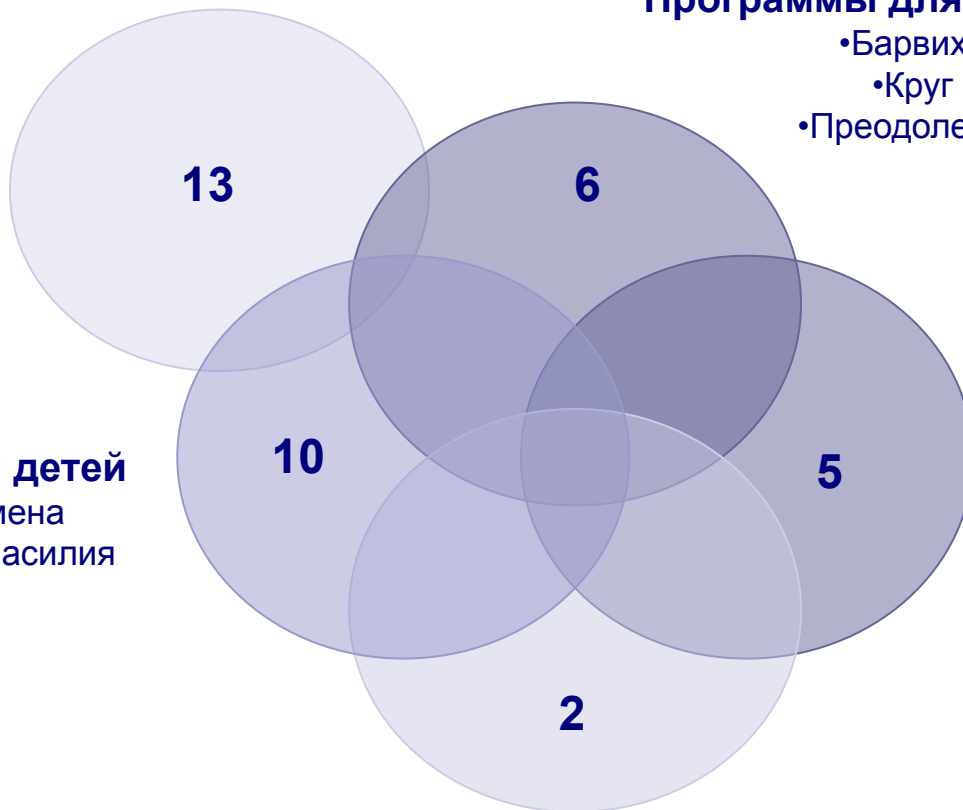 Программы для
•Барвих
•Круг
•Преодоле
13
6
10
5
детей
мена
асилия
2